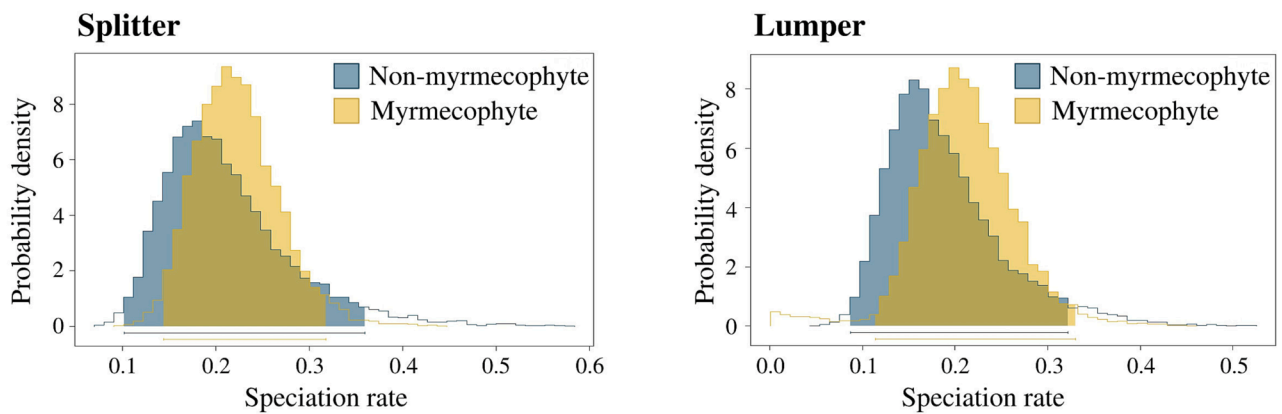 Splitter
Non-myrmecophyte
Myrmecophyte
Probability density
8
6
4
2
0
0.1 0.2 0.3 0.4 0.5 0.6
Speciation rate
Lumper
Non-myrmecophyte
Myrmecophyte
Probability density
8
6
4
2
0
0.0 0.1 0.2 0.3 0.4 0.5
Speciation rate